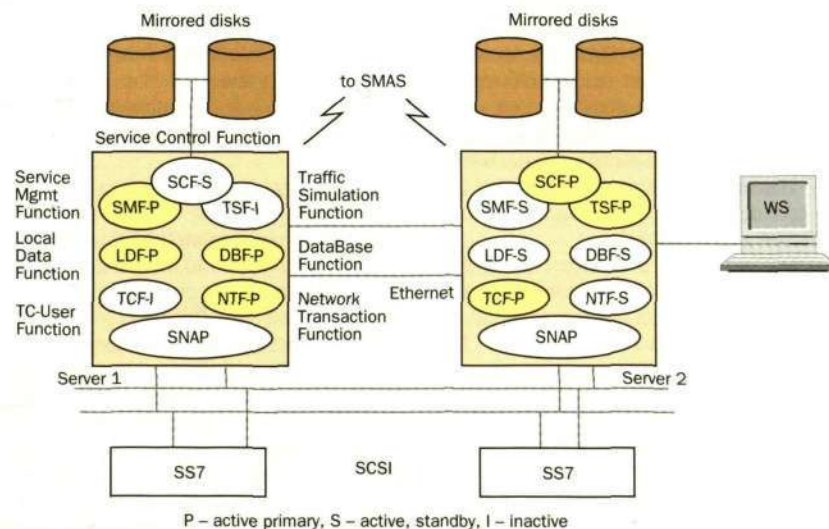 Mirrored disks
Mirrored disks
to SMAS
Service Control Function
Service
Mgmt
Function
SCF-S
SMF-P
TSF-I
Traffic
Simulation
Function
SCF-P
SMF-S
TSF-P
WS
Local
Data
Function
LDF-P
DBF-P
DataBase
Function
LDF-S
DBF-S
TC-User
Function
TCF-I
NTF-P
Network
Transaction
Function
Ethernet
TCF-P
NTF-S
SNAP
SNAP
Server 1
Server 2
SS7
SCSI
SS7
P – active primary, S – active, standby, I – inactive